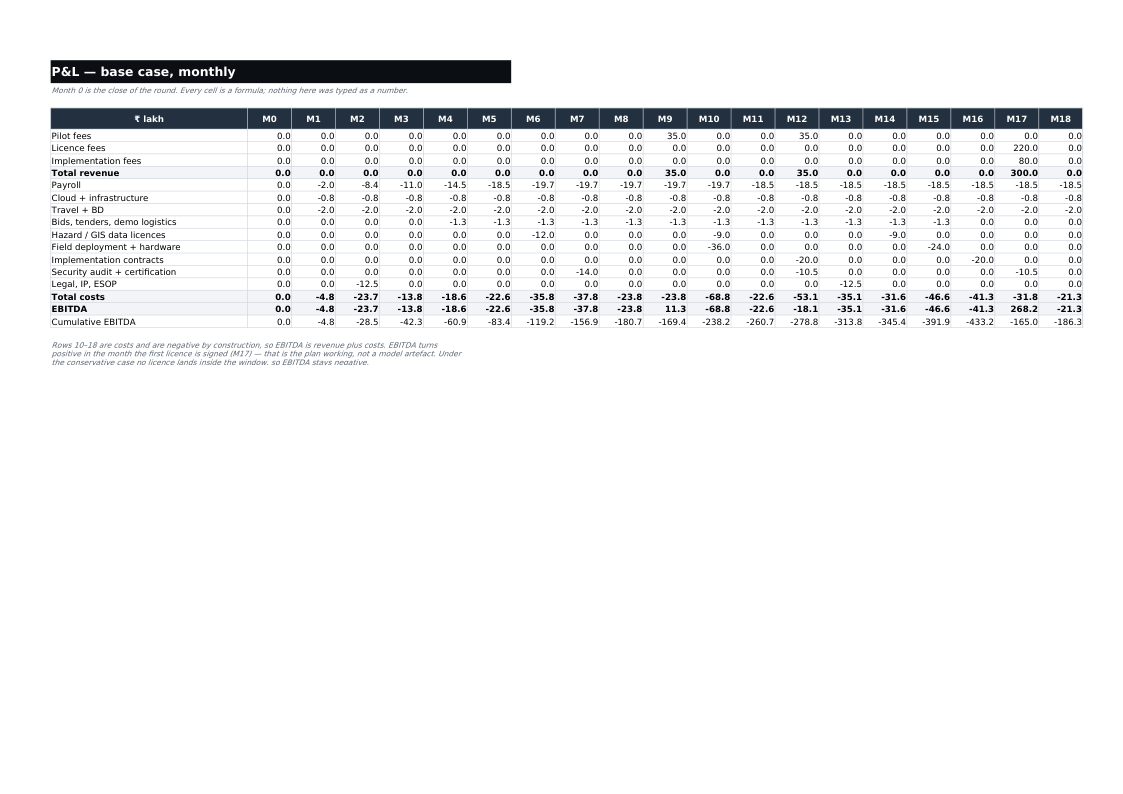 P&L — base case, monthly
Month 0 is the close of the round. Every cell is a formula; nothing here was typed as a number.
₹ lakh M0 M1 M2 M3 M4 M5 M6 M7 M8 M9 M10 M11 M12 M13 M14 M15 M16 M17 M18
Pilot fees 0.0 0.0 0.0 0.0 0.0 0.0 0.0 0.0 0.0 35.0 0.0 0.0 35.0 0.0 0.0 0.0 0.0 0.0 0.0
Licence fees 0.0 0.0 0.0 0.0 0.0 0.0 0.0 0.0 0.0 0.0 0.0 0.0 0.0 0.0 0.0 0.0 0.0 220.0 0.0
Implementation fees 0.0 0.0 0.0 0.0 0.0 0.0 0.0 0.0 0.0 0.0 0.0 0.0 0.0 0.0 0.0 0.0 0.0 80.0 0.0
Total revenue 0.0 0.0 0.0 0.0 0.0 0.0 0.0 0.0 0.0 35.0 0.0 0.0 35.0 0.0 0.0 0.0 0.0 300.0 0.0
Payroll 0.0 -2.0 -8.4 -11.0 -14.5 -18.5 -19.7 -19.7 -19.7 -19.7 -19.7 -18.5 -18.5 -18.5 -18.5 -18.5 -18.5 -18.5 -18.5
Cloud + infrastructure 0.0 -0.8 -0.8 -0.8 -0.8 -0.8 -0.8 -0.8 -0.8 -0.8 -0.8 -0.8 -0.8 -0.8 -0.8 -0.8 -0.8 -0.8 -0.8
Travel + BD 0.0 -2.0 -2.0 -2.0 -2.0 -2.0 -2.0 -2.0 -2.0 -2.0 -2.0 -2.0 -2.0 -2.0 -2.0 -2.0 -2.0 -2.0 -2.0
Bids, tenders, demo logistics 0.0 0.0 0.0 0.0 -1.3 -1.3 -1.3 -1.3 -1.3 -1.3 -1.3 -1.3 -1.3 -1.3 -1.3 -1.3 0.0 0.0 0.0
Hazard / GIS data licences 0.0 0.0 0.0 0.0 0.0 0.0 -12.0 0.0 0.0 0.0 -9.0 0.0 0.0 0.0 -9.0 0.0 0.0 0.0 0.0
Field deployment + hardware 0.0 0.0 0.0 0.0 0.0 0.0 0.0 0.0 0.0 0.0 -36.0 0.0 0.0 0.0 0.0 -24.0 0.0 0.0 0.0
Implementation contracts 0.0 0.0 0.0 0.0 0.0 0.0 0.0 0.0 0.0 0.0 0.0 0.0 -20.0 0.0 0.0 0.0 -20.0 0.0 0.0
Security audit + certification 0.0 0.0 0.0 0.0 0.0 0.0 0.0 -14.0 0.0 0.0 0.0 0.0 -10.5 0.0 0.0 0.0 0.0 -10.5 0.0
Legal, IP, ESOP 0.0 0.0 -12.5 0.0 0.0 0.0 0.0 0.0 0.0 0.0 0.0 0.0 0.0 -12.5 0.0 0.0 0.0 0.0 0.0
Total costs 0.0 -4.8 -23.7 -13.8 -18.6 -22.6 -35.8 -37.8 -23.8 -23.8 -68.8 -22.6 -53.1 -35.1 -31.6 -46.6 -41.3 -31.8 -21.3
EBITDA 0.0 -4.8 -23.7 -13.8 -18.6 -22.6 -35.8 -37.8 -23.8 11.3 -68.8 -22.6 -18.1 -35.1 -31.6 -46.6 -41.3 268.2 -21.3
Cumulative EBITDA 0.0 -4.8 -28.5 -42.3 -60.9 -83.4 -119.2 -156.9 -180.7 -169.4 -238.2 -260.7 -278.8 -313.8 -345.4 -391.9 -433.2 -165.0 -186.3
Rows 10–18 are costs and are negative by construction, so EBITDA is revenue plus costs. EBITDA turns
positive in the month the first licence is signed (M17) — that is the plan working, not a model artefact. Under
the conservative case no licence lands inside the window, so EBITDA stays negative.